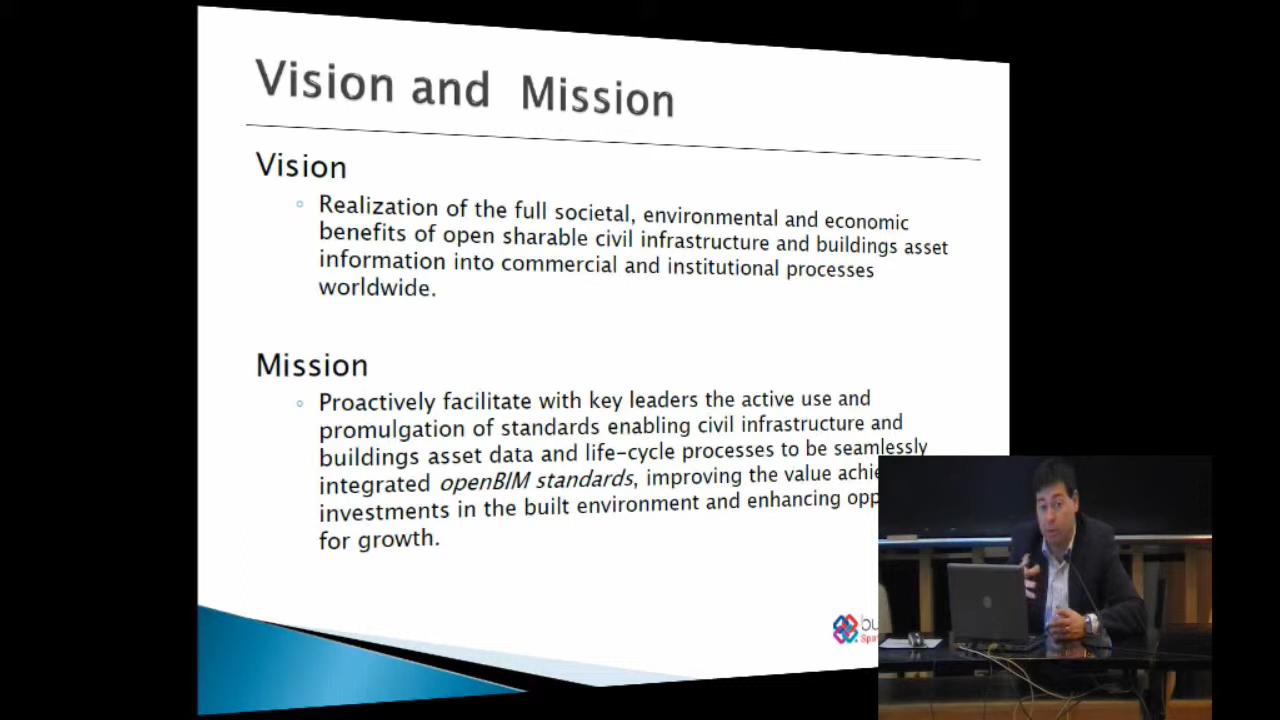 Vision and Mission
Vision
Realization of the full societal, environmental and economic
benefits of open sharable civil infrastructure and buildings asset
information into commercial and institutional processes
worldwide.
Mission
Proactively facilitate with key leaders the active use and
promulgation of standards enabling civil infrastructure and
buildings asset data and life-cycle processes to be seamlessly
integrated openBIM standards, improving the value
investments in the built environment and enhancing
for growth.